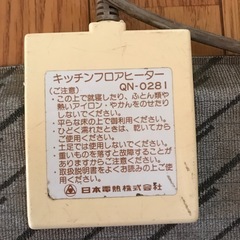 キッチンフロアヒーター
QN-0281
(ご注意)
・この上で就寝したり、ふとん類や
熱いアイロン・やかんをのせたり
しないでください。
・平らな床の上で御利用ください。
・ひどく濡れたときは、乾いてから
ご使用ください。
・土足では使用しないでください。
・重いものを落すと故障することが
ありますのでご注意ください。
・取扱説明書をよくお読みの上でご使
用ください。
日本電熱株式会社